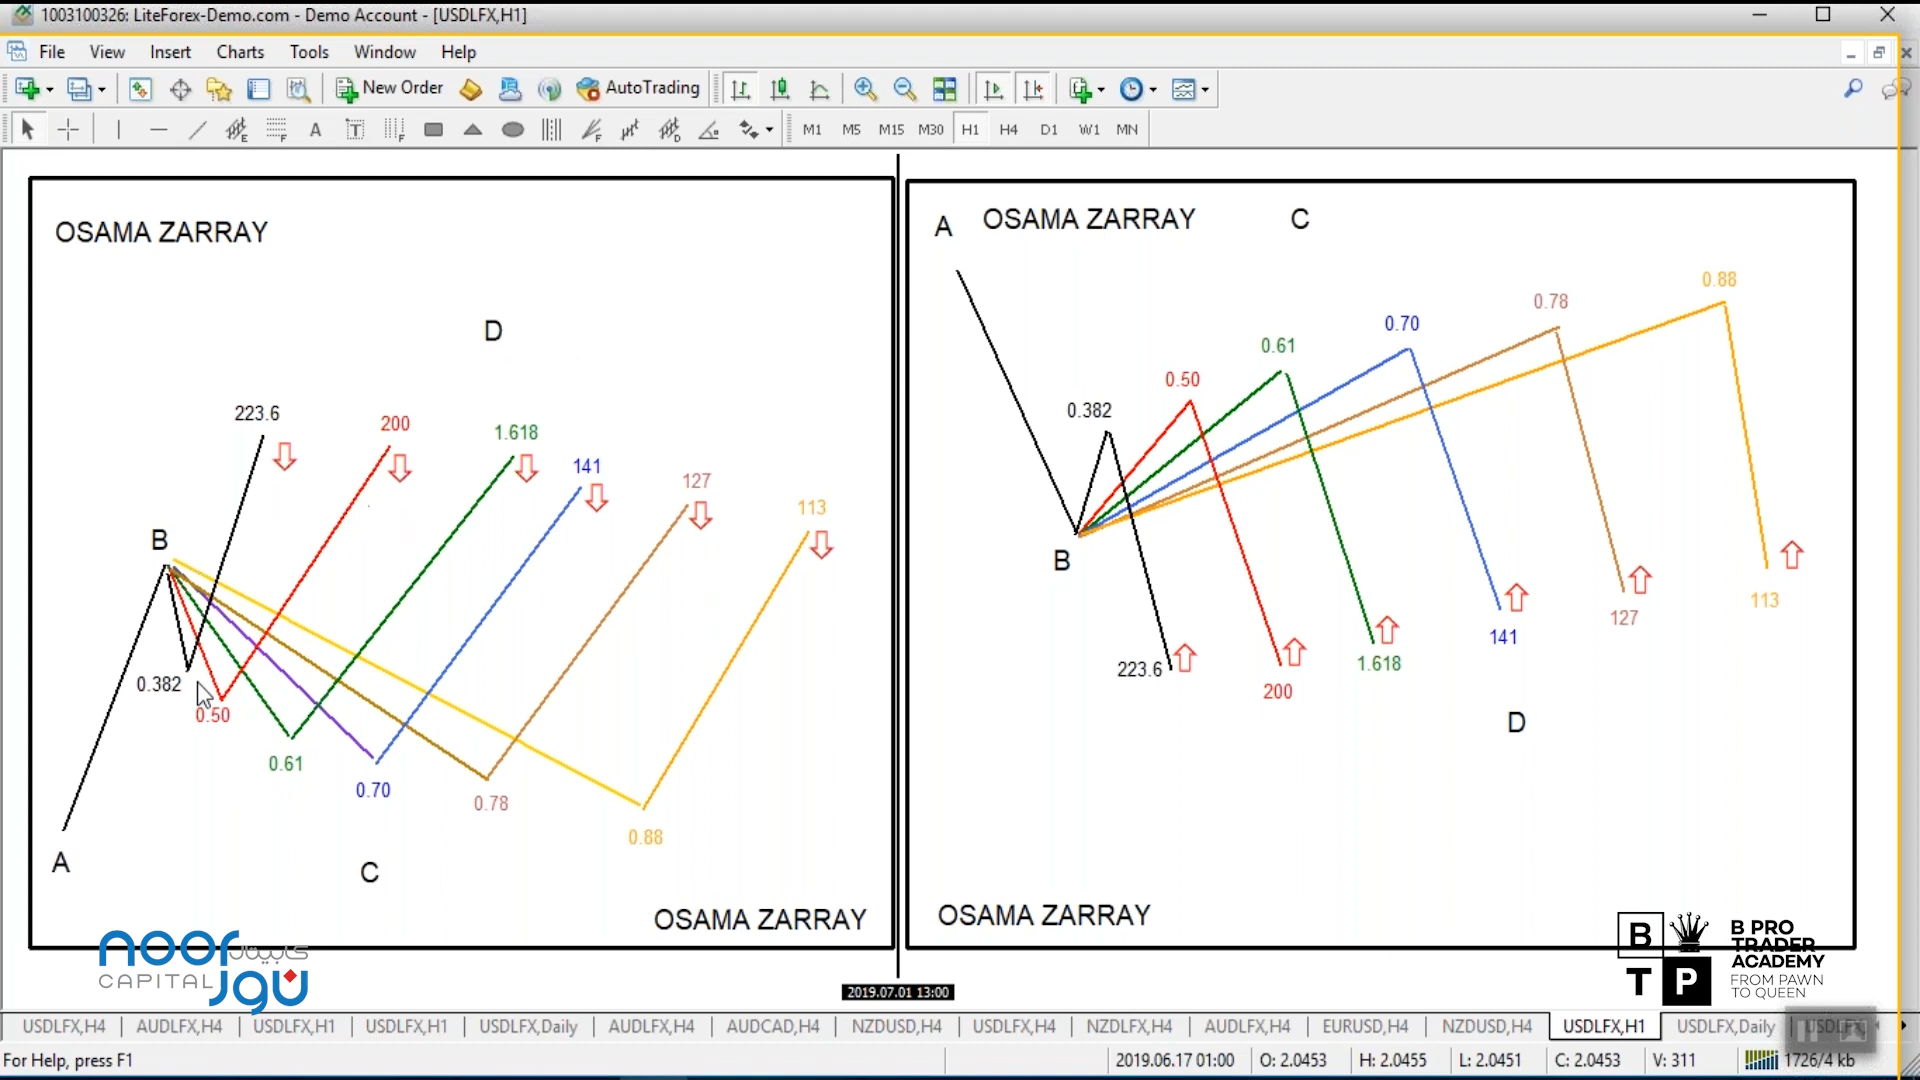 1003100326: LiteForex-Demo.com - Demo Account - [USDLFX,H1]
File View Insert Charts Tools Window Help
New Order AutoTrading
A T M1 M5 M15 M30 H1 H4 D1 W1 MN
OSAMA ZARRAY
D
223.6
200
1.618
141
127
113
B
0.382
0.50
0.61
0.70
0.78
0.88
A
C
OSAMA ZARRAY
A OSAMA ZARRAY C
0.88
0.78
0.70
0.61
0.50
0.382
B
223.6
200
1.618
141
127
113
D
OSAMA ZARRAY
noor كابيتال
CAPITAL نور
B T P
B PRO
TRADER
ACADEMY
FROM PAWN
TO QUEEN
2019.07.01 13:00
USDLFX,H4 AUDLFX,H4 USDLFX,H1 USDLFX,H1 USDLFX,Daily AUDLFX,H4 AUDCAD,H4 NZDUSD,H4 USDLFX,H4 NZDLFX,H4 AUDLFX,H4 EURUSD,H4 NZDUSD,H4 USDLFX,H1 USDLFX,Daily
For Help, press F1 2019.06.17 01:00 O: 2.0453 H: 2.0455 L: 2.0451 C: 2.0453 V: 311 1726/4 kb